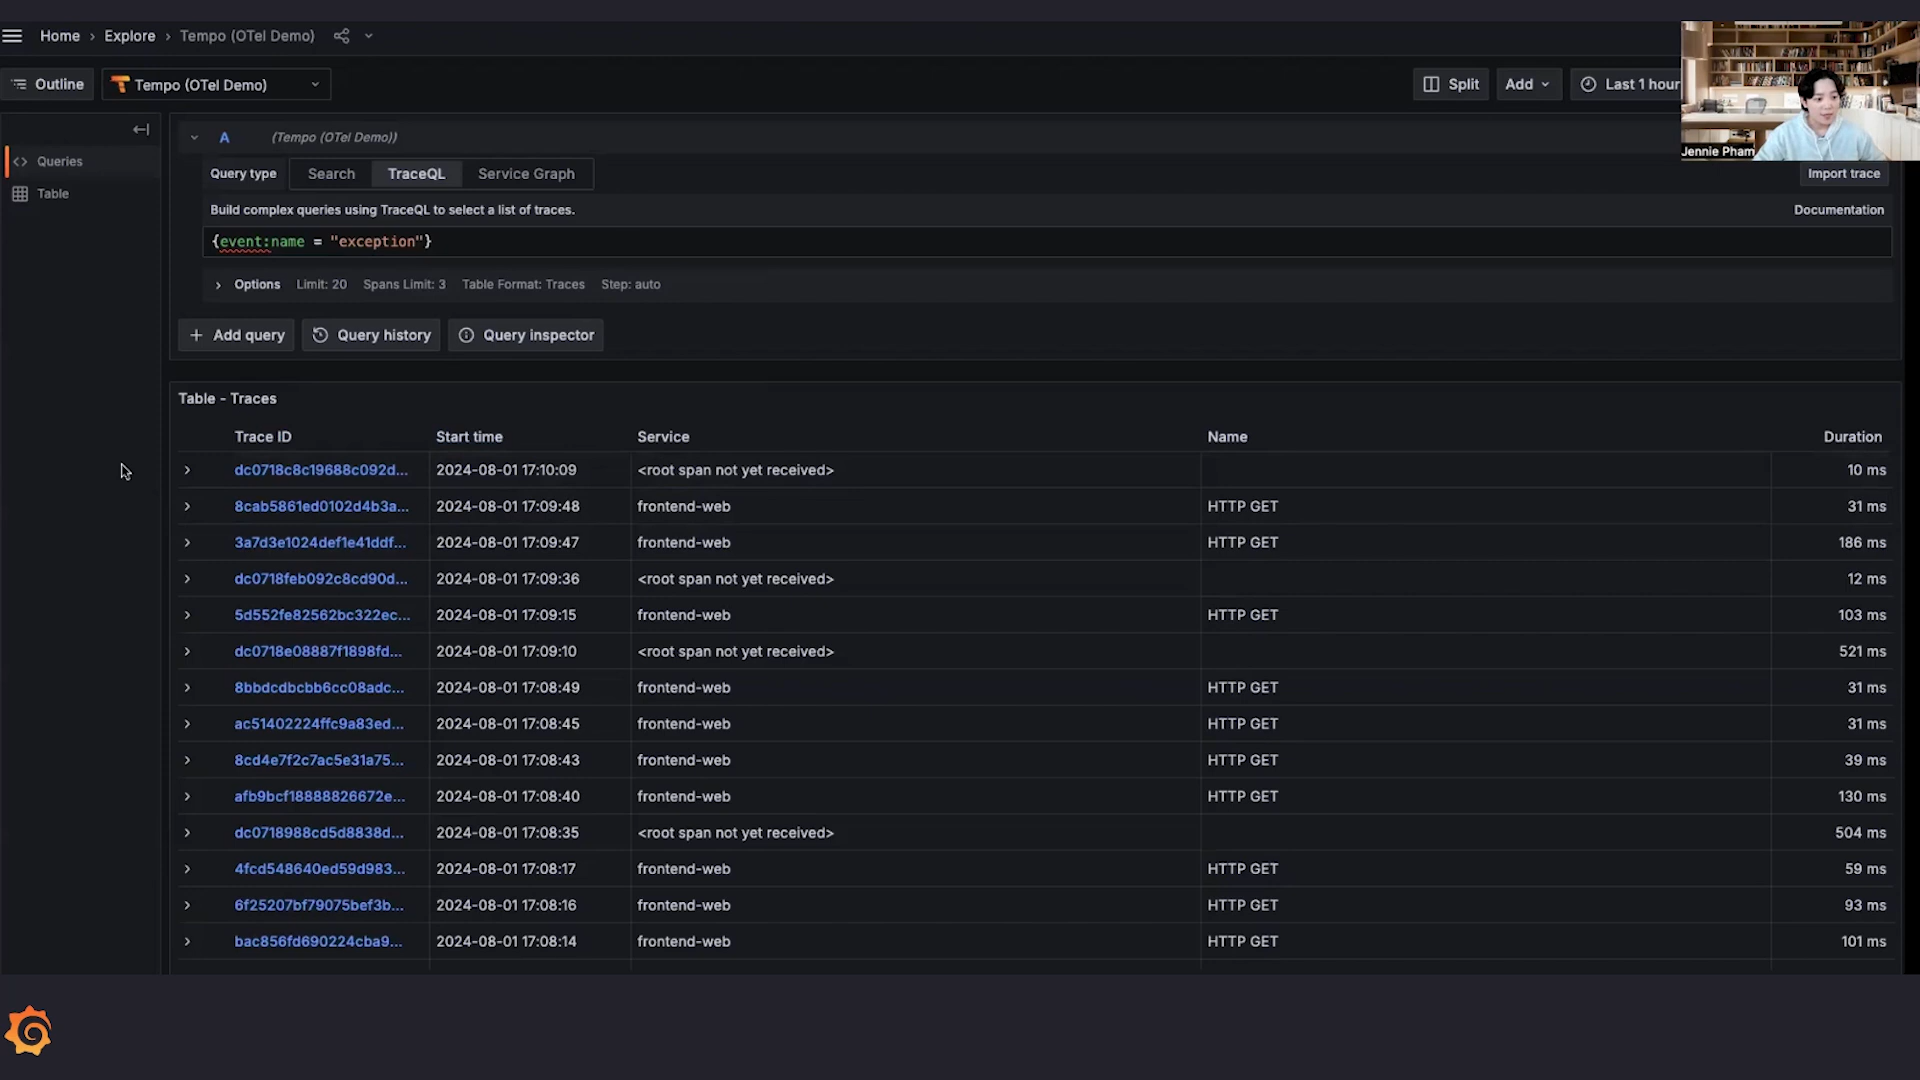 Home › Explore › Tempo (OTel Demo)
Outline
Tempo (OTel Demo)
Split
Add
Last 1 hour
Jennie Pham
Queries
Table
A (Tempo (OTel Demo))
Query type Search TraceQL Service Graph
Import trace
Build complex queries using TraceQL to select a list of traces.
Documentation
{event:name = "exception"}
Options Limit: 20 Spans Limit: 3 Table Format: Traces Step: auto
+ Add query Query history Query inspector
Table - Traces
Trace ID Start time Service Name Duration
dc0718c8c19688c092d... 2024-08-01 17:10:09 <root span not yet received> 10 ms
8cab5861ed0102d4b3a... 2024-08-01 17:09:48 frontend-web HTTP GET 31 ms
3a7d3e1024def1e41ddf... 2024-08-01 17:09:47 frontend-web HTTP GET 186 ms
dc0718feb092c8cd90d... 2024-08-01 17:09:36 <root span not yet received> 12 ms
5d552fe82562bc322ec... 2024-08-01 17:09:15 frontend-web HTTP GET 103 ms
dc0718e08887f1898fd... 2024-08-01 17:09:10 <root span not yet received> 521 ms
8bbdcdbcbb6cc08adc... 2024-08-01 17:08:49 frontend-web HTTP GET 31 ms
ac51402224ffc9a83ed... 2024-08-01 17:08:45 frontend-web HTTP GET 31 ms
8cd4e7f2c7ac5e31a75... 2024-08-01 17:08:43 frontend-web HTTP GET 39 ms
afb9bcf18888826672e... 2024-08-01 17:08:40 frontend-web HTTP GET 130 ms
dc0718988cd5d8838d... 2024-08-01 17:08:35 <root span not yet received> 504 ms
4fcd548640ed59d983... 2024-08-01 17:08:17 frontend-web HTTP GET 59 ms
6f25207bf79075bef3b... 2024-08-01 17:08:16 frontend-web HTTP GET 93 ms
bac856fd690224cba9... 2024-08-01 17:08:14 frontend-web HTTP GET 101 ms